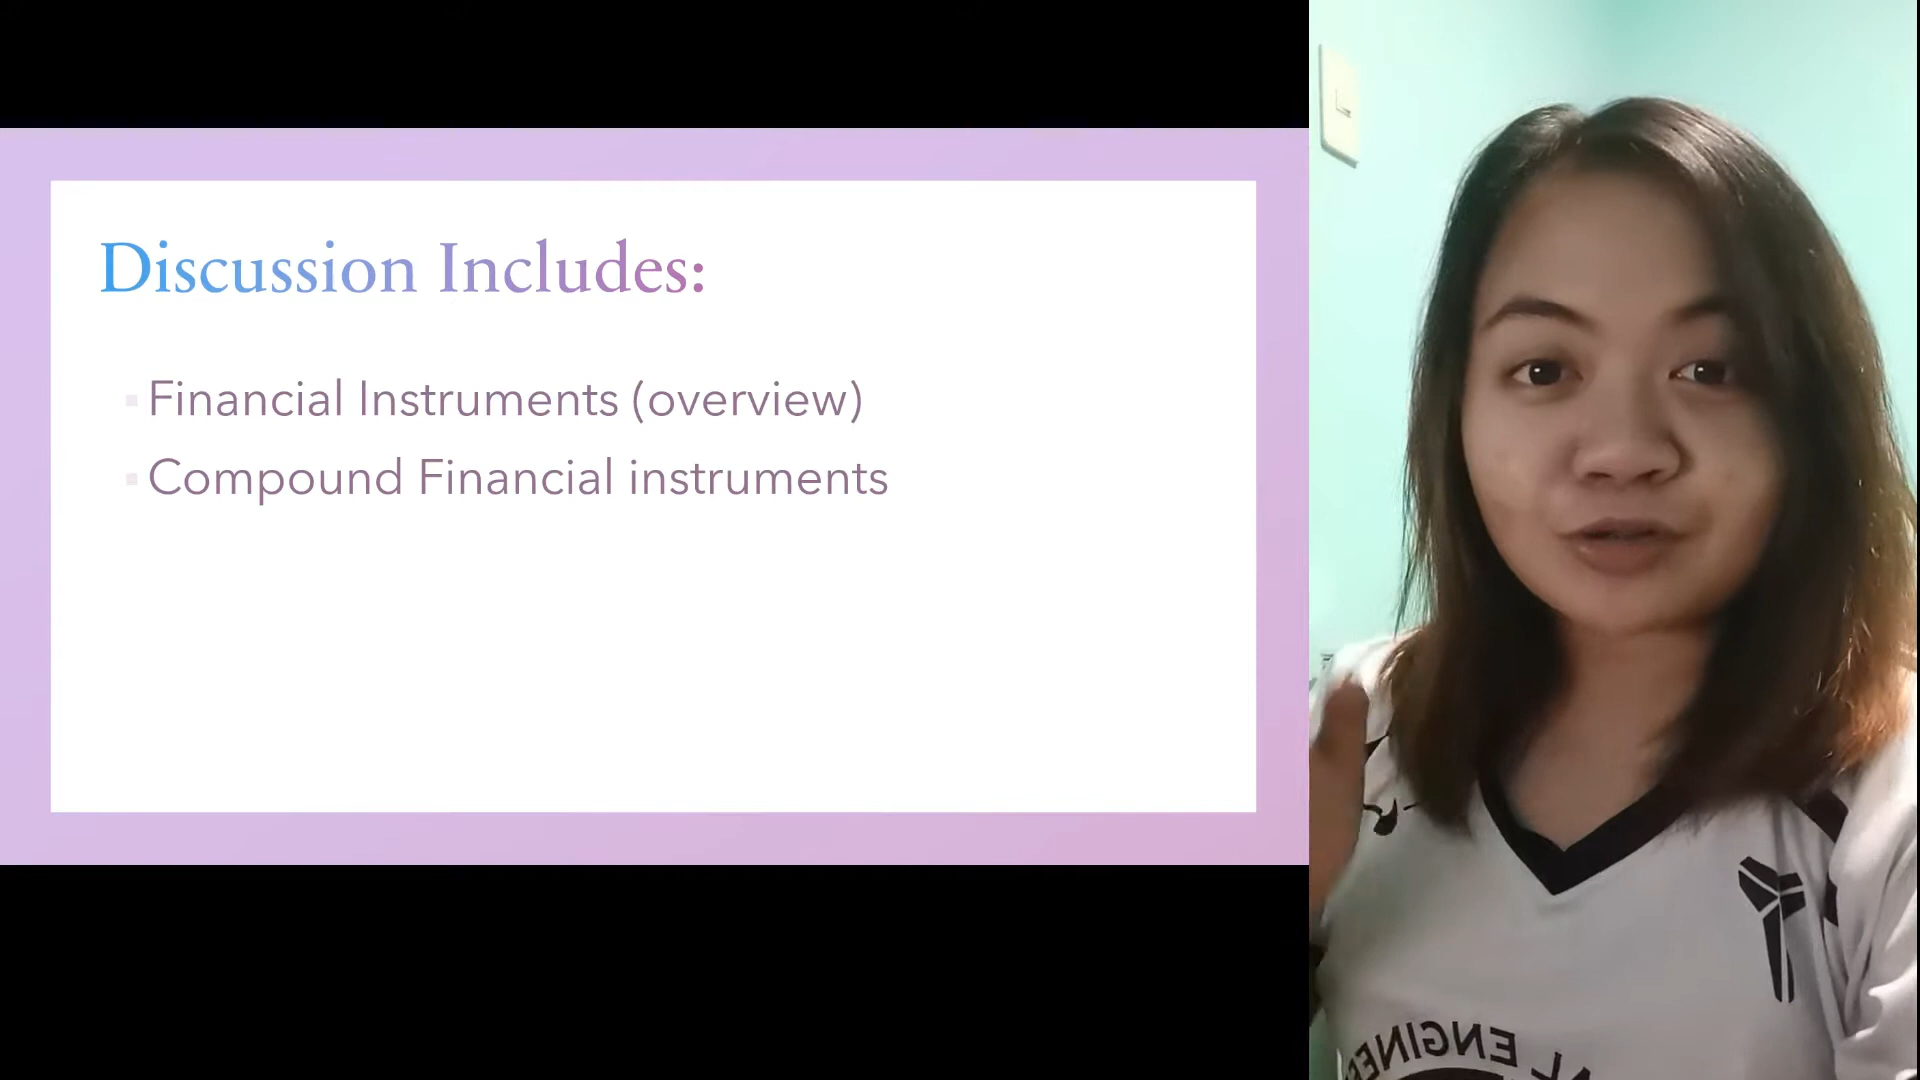 Discussion Includes:
Financial Instruments (overview)
Compound Financial instruments